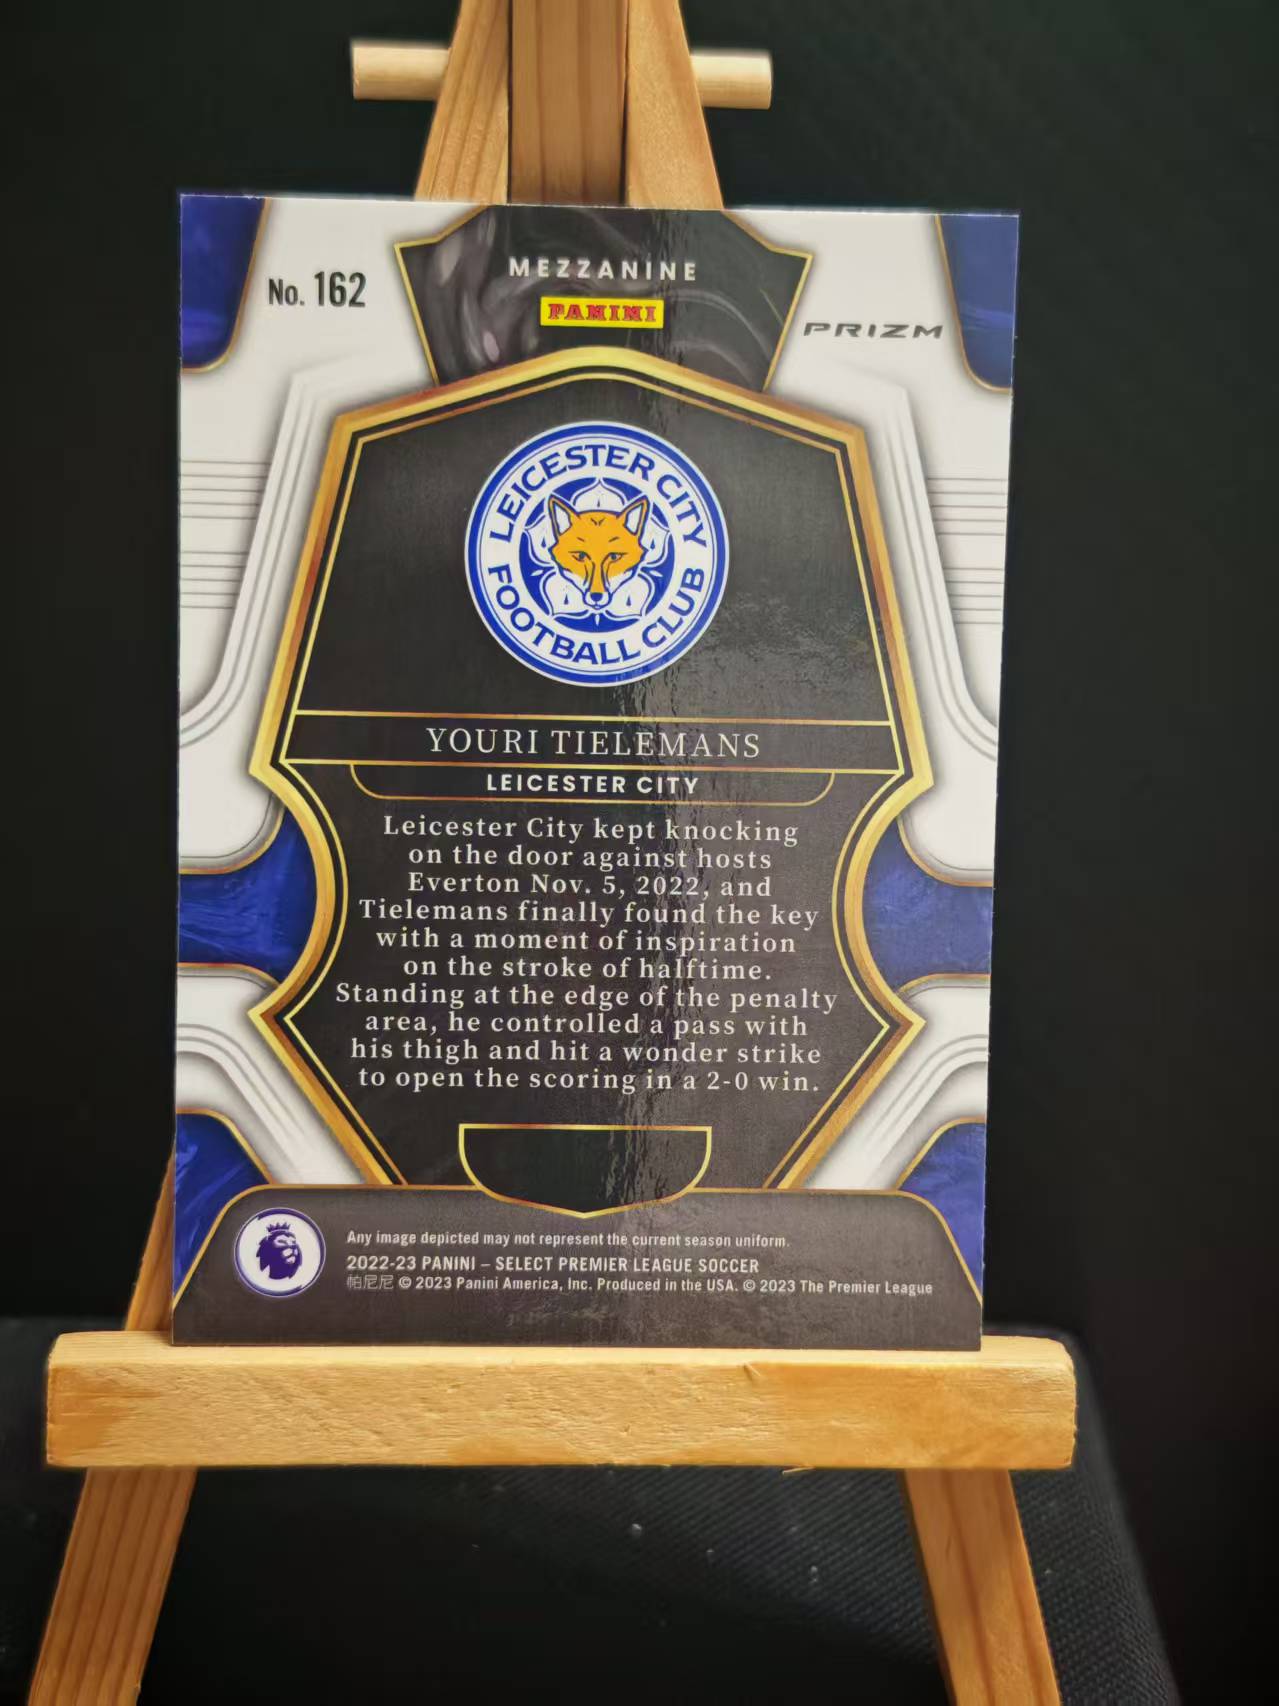 No. 162
MEZZANINE
PANINI
PRIZM
LEICESTER CITY
FOOTBALL CLUB
YOURI TIELEMANS
LEICESTER CITY
Leicester City kept knocking
on the door against hosts
Everton Nov. 5, 2022, and
Tielemans finally found the key
with a moment of inspiration
on the stroke of halftime.
Standing at the edge of the penalty
area, he controlled a pass with
his thigh and hit a wonder strike
to open the scoring in a 2-0 win.
Any image depicted may not represent the current season uniform.
2022-23 PANINI – SELECT PREMIER LEAGUE SOCCER
帕尼尼 © 2023 Panini America, Inc. Produced in the USA. © 2023 The Premier League